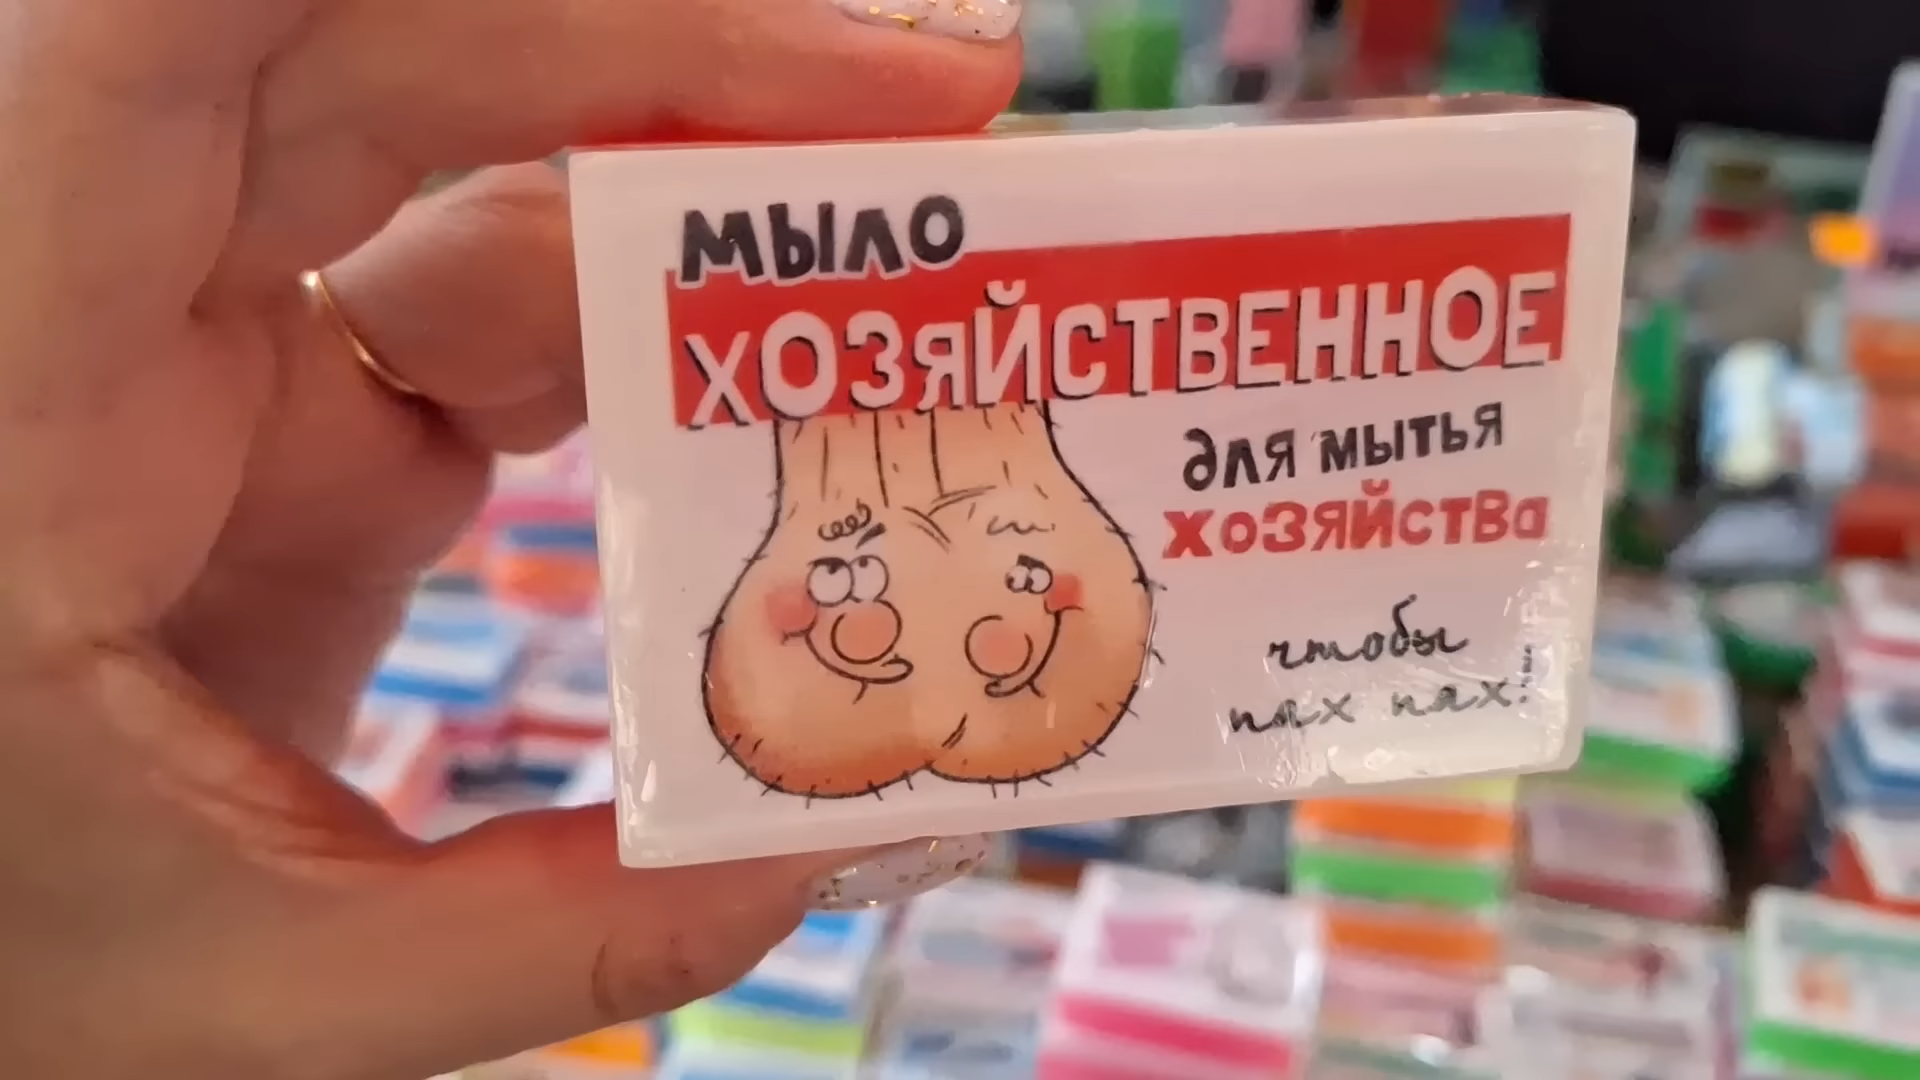 мыло
хозяйственное
для мытья
хозяйства
чтобы
пах пах!